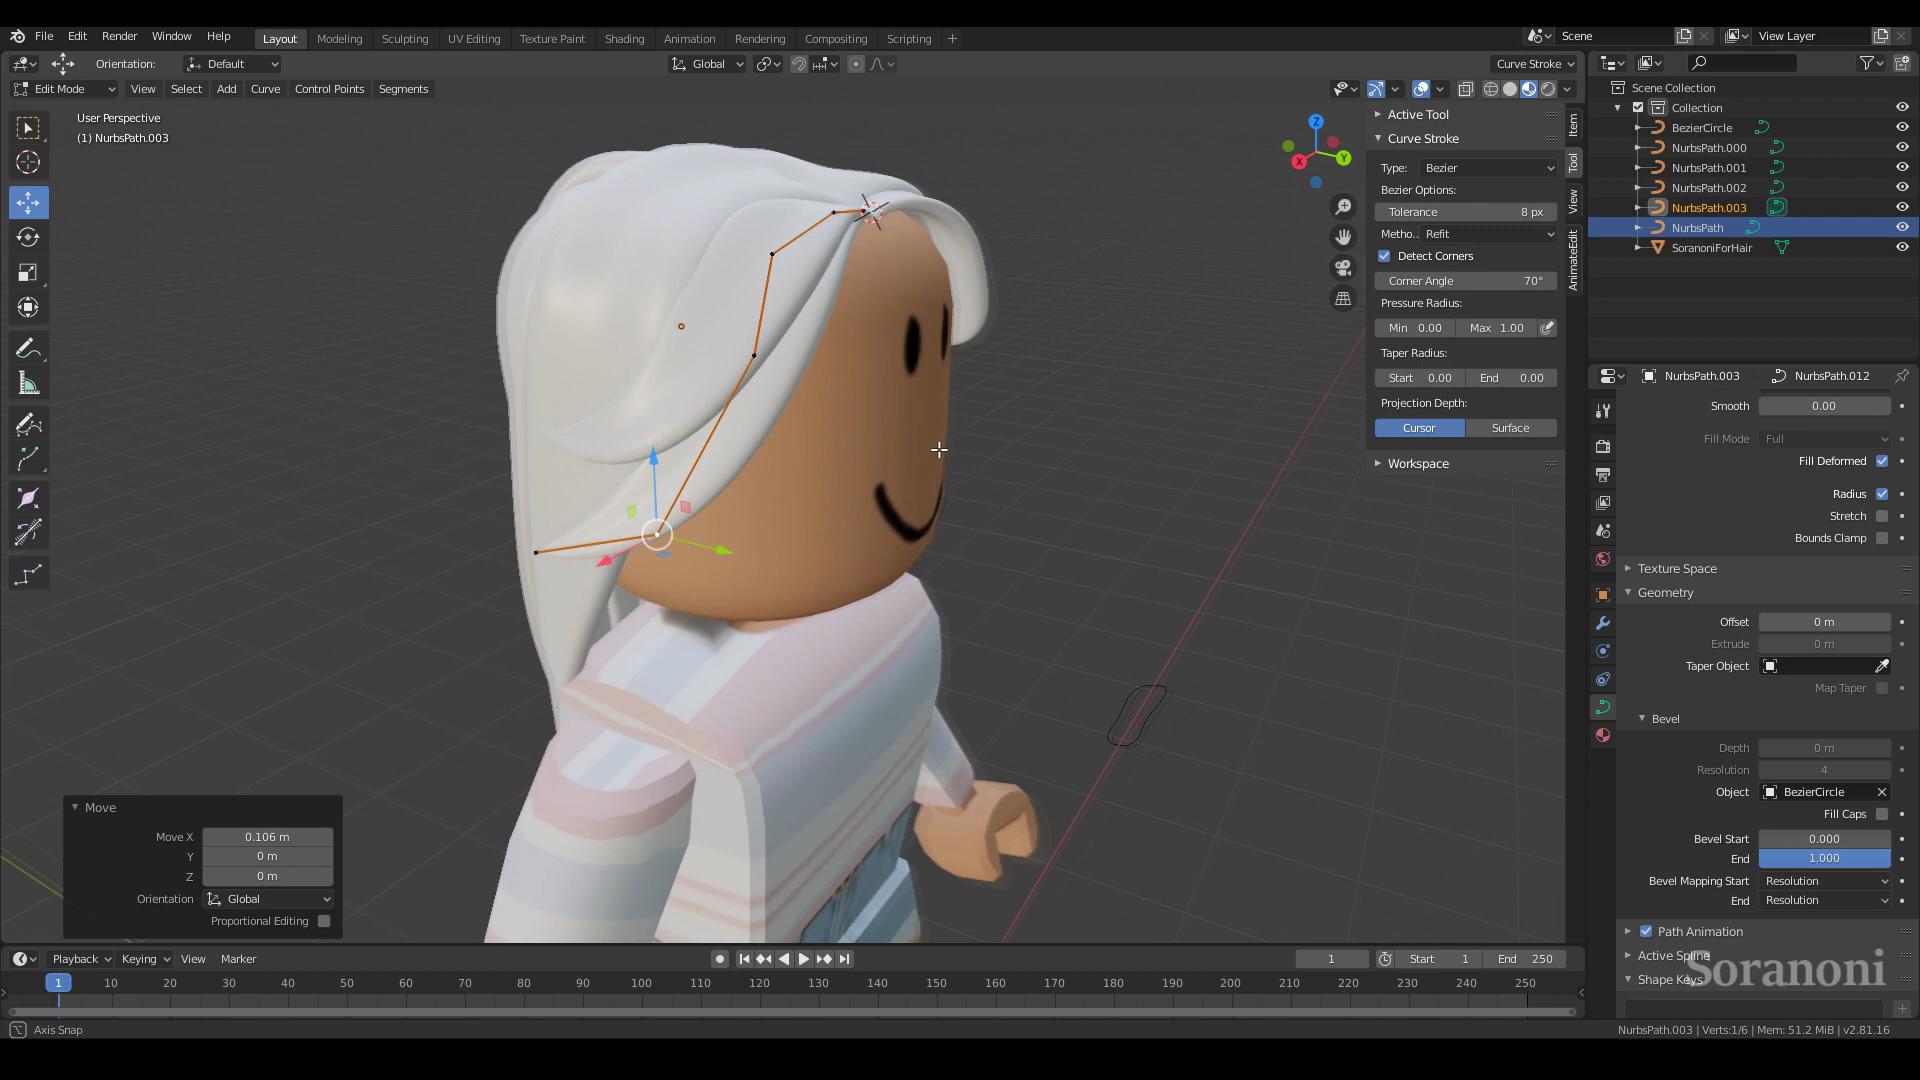 File Edit Render Window Help Layout Modeling Sculpting UV Editing Texture Paint Shading Animation Rendering Compositing Scripting + Scene View Layer
Orientation: Default Global Curve Stroke
Edit Mode View Select Add Curve Control Points Segments
User Perspective
(1) NurbsPath.003
Z
Y
X
Active Tool
Curve Stroke
Type: Bezier
Bezier Options:
Tolerance 8 px
Metho.. Refit
Detect Corners
Corner Angle 70°
Pressure Radius:
Min 0.00 Max 1.00
Taper Radius:
Start 0.00 End 0.00
Projection Depth:
Cursor Surface
Workspace
Item
Tool
View
AnimateEdit
Scene Collection
Collection
BezierCircle
NurbsPath.000
NurbsPath.001
NurbsPath.002
NurbsPath.003
NurbsPath
SoranoniForHair
NurbsPath.003 NurbsPath.012
Smooth 0.00
Fill Mode Full
Fill Deformed
Radius
Stretch
Bounds Clamp
Texture Space
Geometry
Offset 0 m
Extrude 0 m
Taper Object
Map Taper
Bevel
Depth 0 m
Resolution 4
Object BezierCircle
Fill Caps
Bevel Start 0.000
End 1.000
Bevel Mapping Start Resolution
End Resolution
Path Animation
Active Spline
Shape Keys
Soranoni
Move
Move X 0.106 m
Y 0 m
Z 0 m
Orientation Global
Proportional Editing
Playback Keying View Marker 1 Start 1 End 250
1 10 20 30 40 50 60 70 80 90 100 110 120 130 140 150 160 170 180 190 200 210 220 230 240 250
Axis Snap
NurbsPath.003 | Verts:1/6 | Mem: 51.2 MiB | v2.81.16